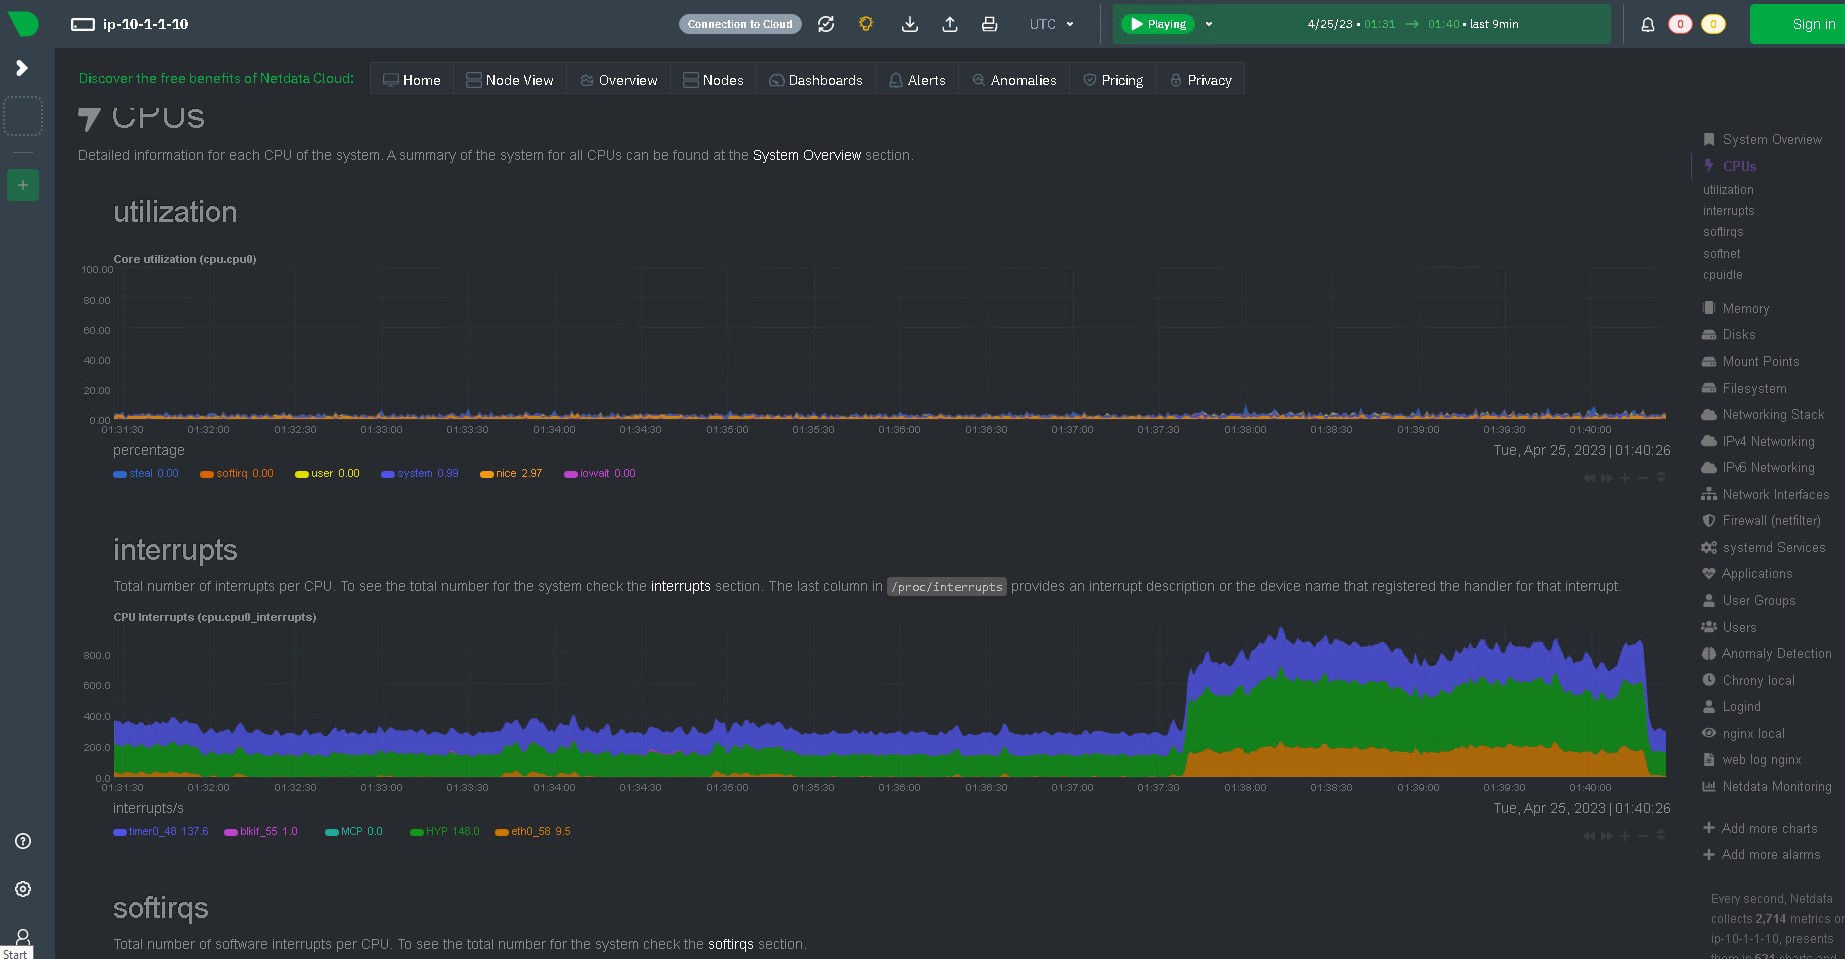 ip-10-1-1-10
Connection to Cloud
UTC
Playing
4/25/23 • 01:31 → 01:40 • last 9min
0
0
Sign in
Discover the free benefits of Netdata Cloud:
Home
Node View
Overview
Nodes
Dashboards
Alerts
Anomalies
Pricing
Privacy
CPUs
Detailed information for each CPU of the system. A summary of the system for all CPUs can be found at the System Overview section.
utilization
Core utilization (cpu.cpu0)
100.00
80.00
60.00
40.00
20.00
0.00
01:31:30 01:32:00 01:32:30 01:33:00 01:33:30 01:34:00 01:34:30 01:35:00 01:35:30 01:36:00 01:36:30 01:37:00 01:37:30 01:38:00 01:38:30 01:39:00 01:39:30 01:40:00
percentage
Tue, Apr 25, 2023 | 01:40:26
steal 0.00 softirq 0.00 user 0.00 system 0.99 nice 2.97 iowait 0.00
interrupts
Total number of interrupts per CPU. To see the total number for the system check the interrupts section. The last column in /proc/interrupts provides an interrupt description or the device name that registered the handler for that interrupt.
CPU Interrupts (cpu.cpu0_interrupts)
800.0
600.0
400.0
200.0
0.0
01:31:30 01:32:00 01:32:30 01:33:00 01:33:30 01:34:00 01:34:30 01:35:00 01:35:30 01:36:00 01:36:30 01:37:00 01:37:30 01:38:00 01:38:30 01:39:00 01:39:30 01:40:00
interrupts/s
Tue, Apr 25, 2023 | 01:40:26
timer0_48 137.6 blkif_55 1.0 MCP 0.0 HYP 148.0 eth0_58 9.5
softirqs
Total number of software interrupts per CPU. To see the total number for the system check the softirqs section.
System Overview
CPUs
utilization
interrupts
softirqs
softnet
cpuidle
Memory
Disks
Mount Points
Filesystem
Networking Stack
IPv4 Networking
IPv6 Networking
Network Interfaces
Firewall (netfilter)
systemd Services
Applications
User Groups
Users
Anomaly Detection
Chrony local
Logind
nginx local
web log nginx
Netdata Monitoring
Add more charts
Add more alarms
Every second, Netdata
collects 2,714 metrics on
ip-10-1-1-10, presents
them in 621 charts and
Start